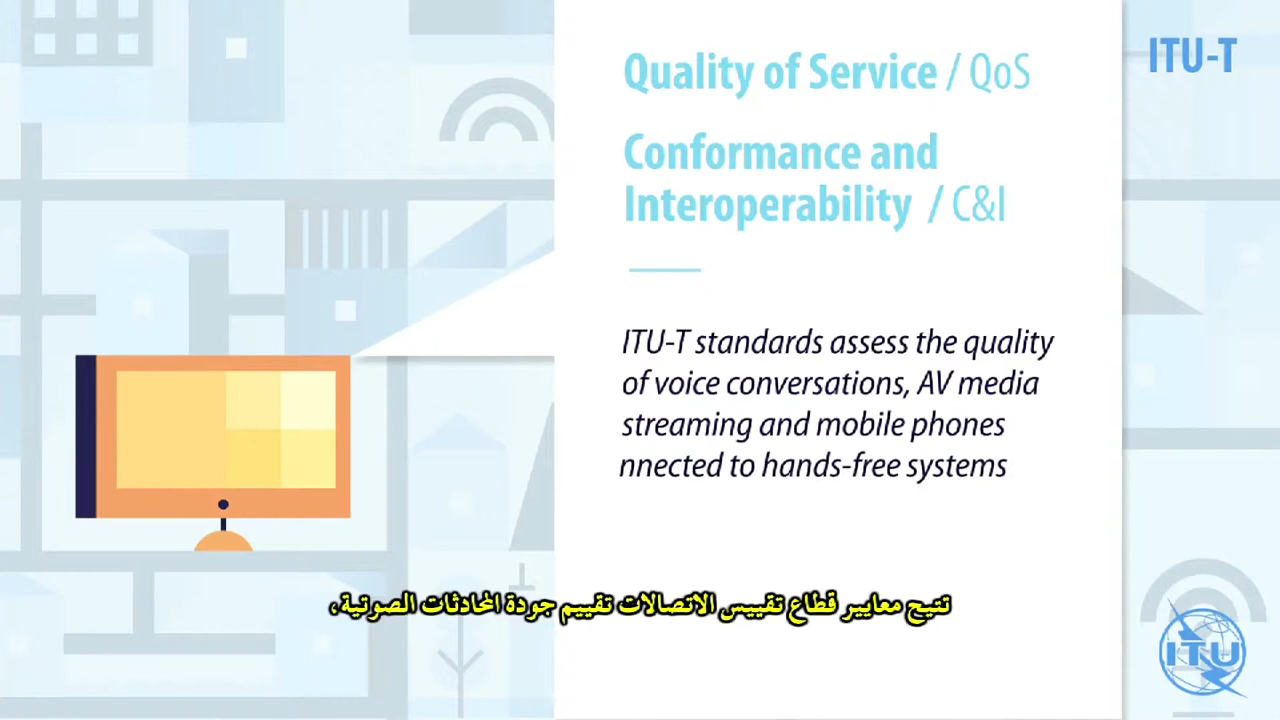 ITU-T
Quality of Service / QoS
Conformance and
Interoperability / C&I
ITU-T standards assess the quality
of voice conversations, AV media
streaming and mobile phones
nnected to hands-free systems
تتيح معايير قطاع تقييس الاتصالات تقييم جودة المحادثات الصوتية،
ITU